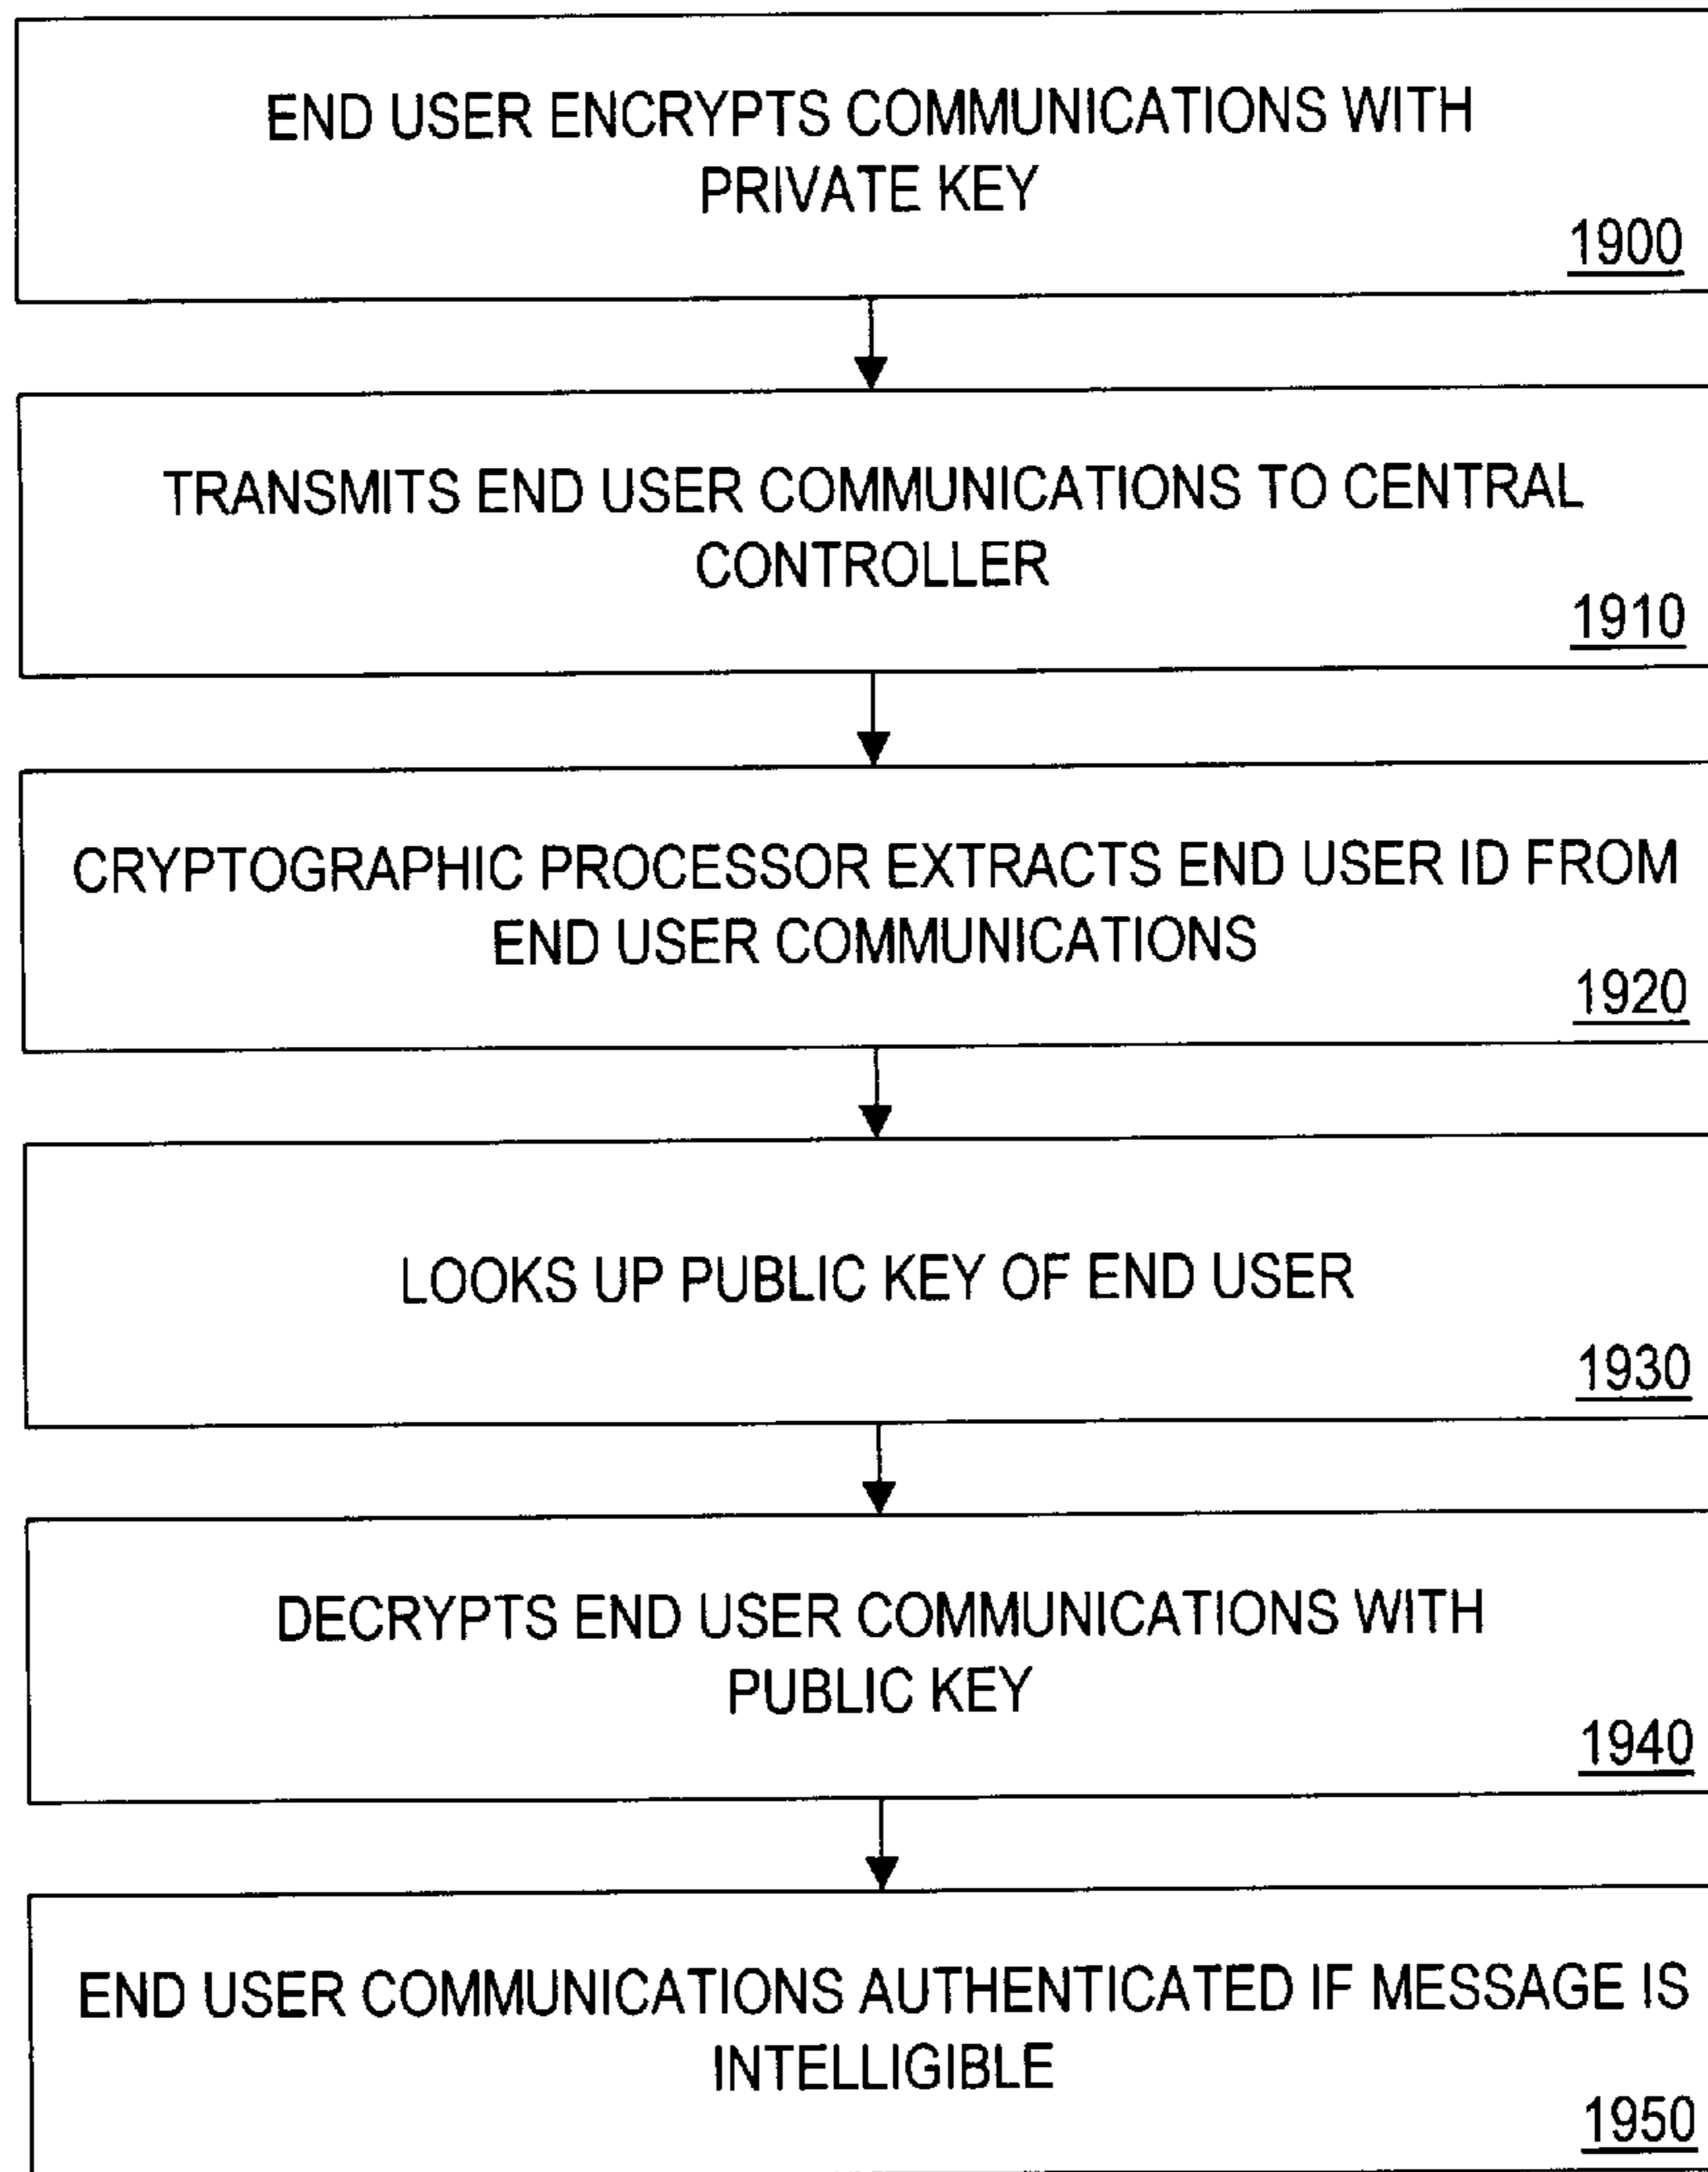 END USER ENCRYPTS COMMUNICATIONS WITH
PRIVATE KEY
1900
TRANSMITS END USER COMMUNICATIONS TO CENTRAL
CONTROLLER
1910
CRYPTOGRAPHIC PROCESSOR EXTRACTS END USER ID FROM
END USER COMMUNICATIONS
1920
LOOKS UP PUBLIC KEY OF END USER
1930
DECRYPTS END USER COMMUNICATIONS WITH
PUBLIC KEY
1940
END USER COMMUNICATIONS AUTHENTICATED IF MESSAGE IS
INTELLIGIBLE
1950